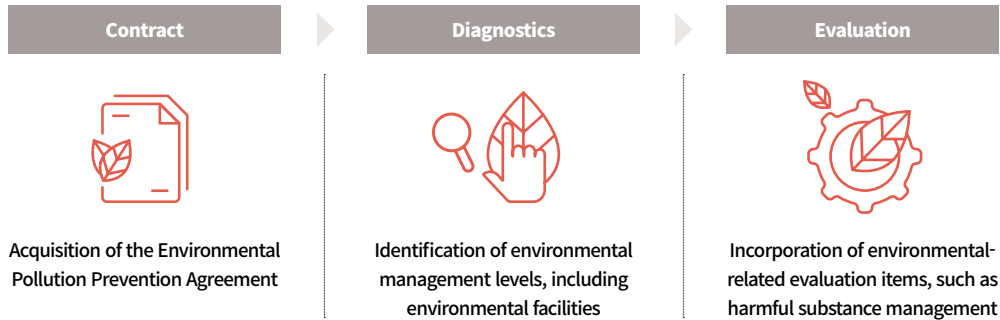 Contract
Diagnostics
Evaluation
Acquisition of the Environmental
Pollution Prevention Agreement
Identification of environmental
management levels, including
environmental facilities
Incorporation of environmental-
related evaluation items, such as
harmful substance management